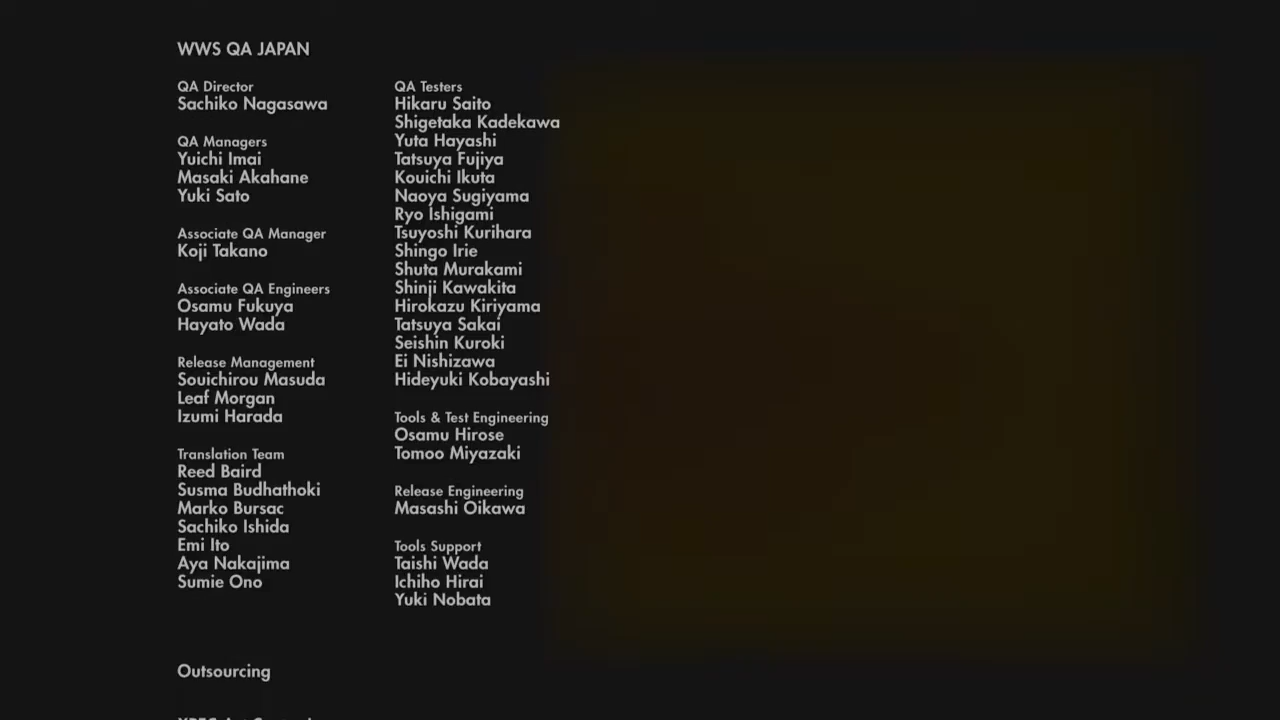 WWS QA JAPAN
QA Director
Sachiko Nagasawa
QA Managers
Yuichi Imai
Masaki Akahane
Yuki Sato
Associate QA Manager
Koji Takano
Associate QA Engineers
Osamu Fukuya
Hayato Wada
Release Management
Souichirou Masuda
Leaf Morgan
Izumi Harada
Translation Team
Reed Baird
Susma Budhathoki
Marko Bursac
Sachiko Ishida
Emi Ito
Aya Nakajima
Sumie Ono
QA Testers
Hikaru Saito
Shigetaka Kadekawa
Yuta Hayashi
Tatsuya Fujiya
Kouichi Ikuta
Naoya Sugiyama
Ryo Ishigami
Tsuyoshi Kurihara
Shingo Irie
Shuta Murakami
Shinji Kawakita
Hirokazu Kiriyama
Tatsuya Sakai
Seishin Kuroki
Ei Nishizawa
Hideyuki Kobayashi
Tools & Test Engineering
Osamu Hirose
Tomoo Miyazaki
Release Engineering
Masashi Oikawa
Tools Support
Taishi Wada
Ichiho Hirai
Yuki Nobata
Outsourcing